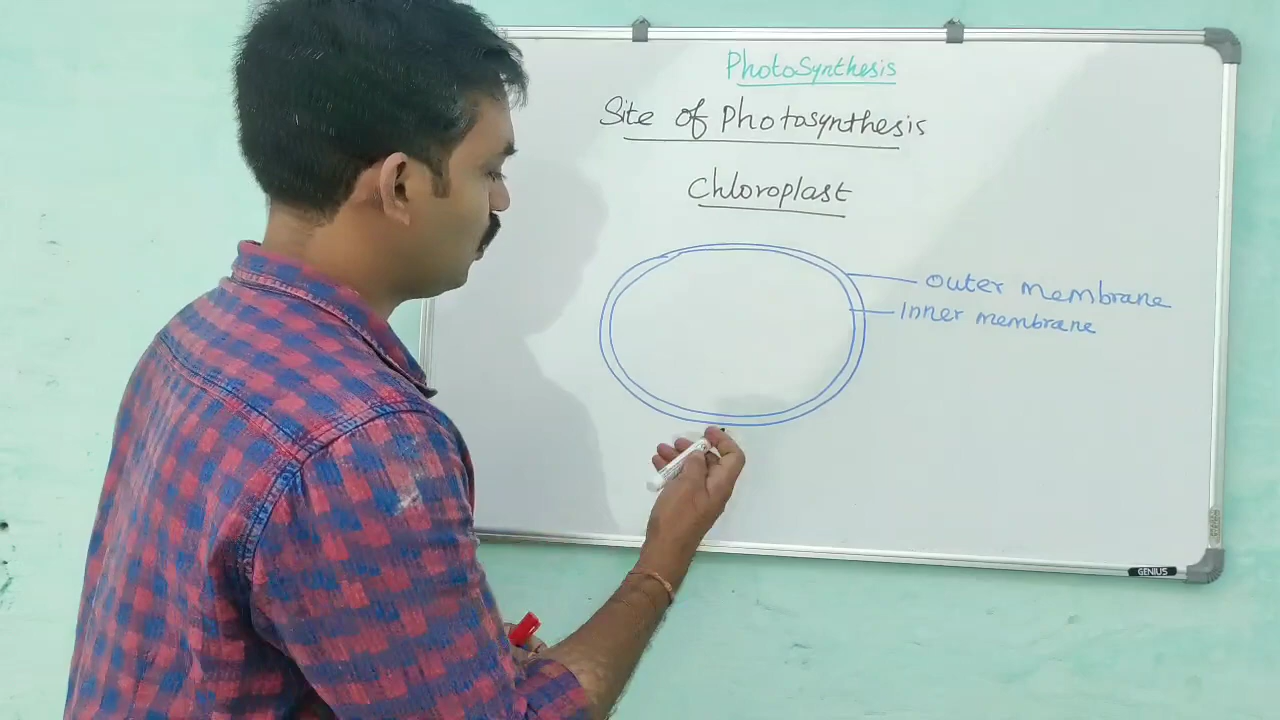 PhotoSynthesis
Site of Photosynthesis
Chloroplast
Outer membrane
Inner membrane
GENIUS